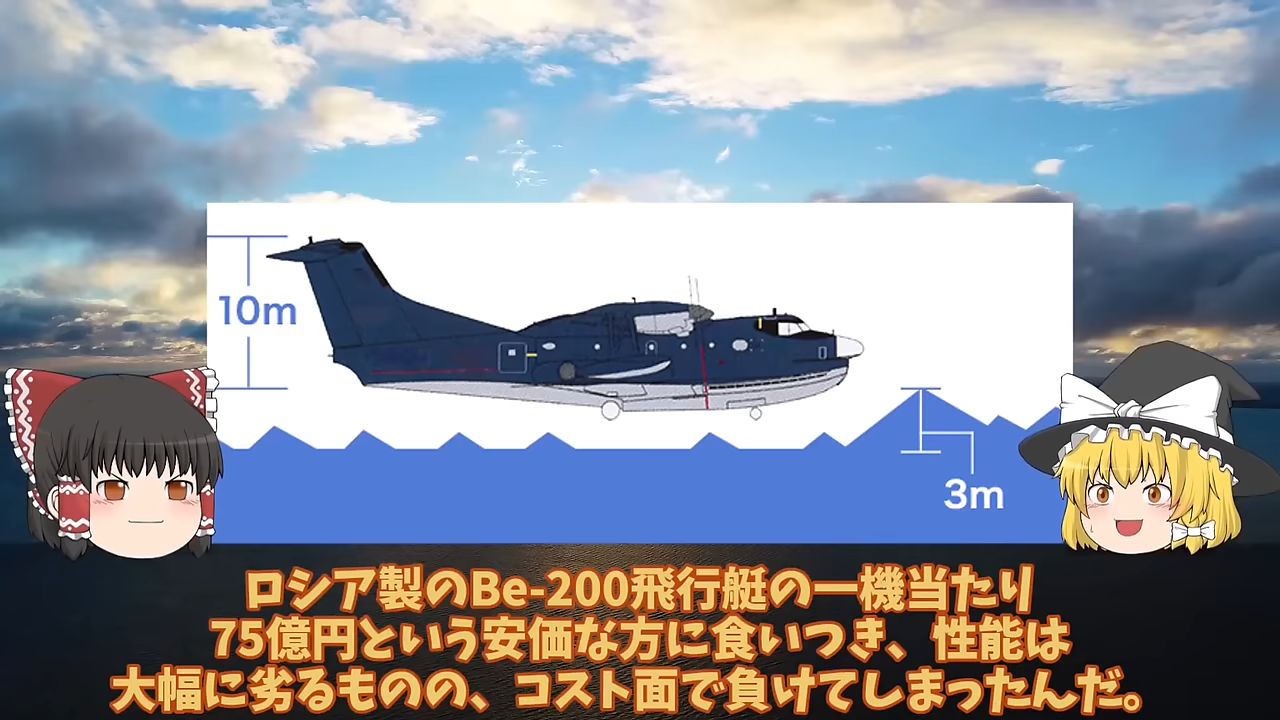 10m
3m
ロシア製のBe-200飛行艇の一機当たり
75億円という安価な方に食いつき、性能は
大幅に劣るものの、コスト面で負けてしまったんだ。